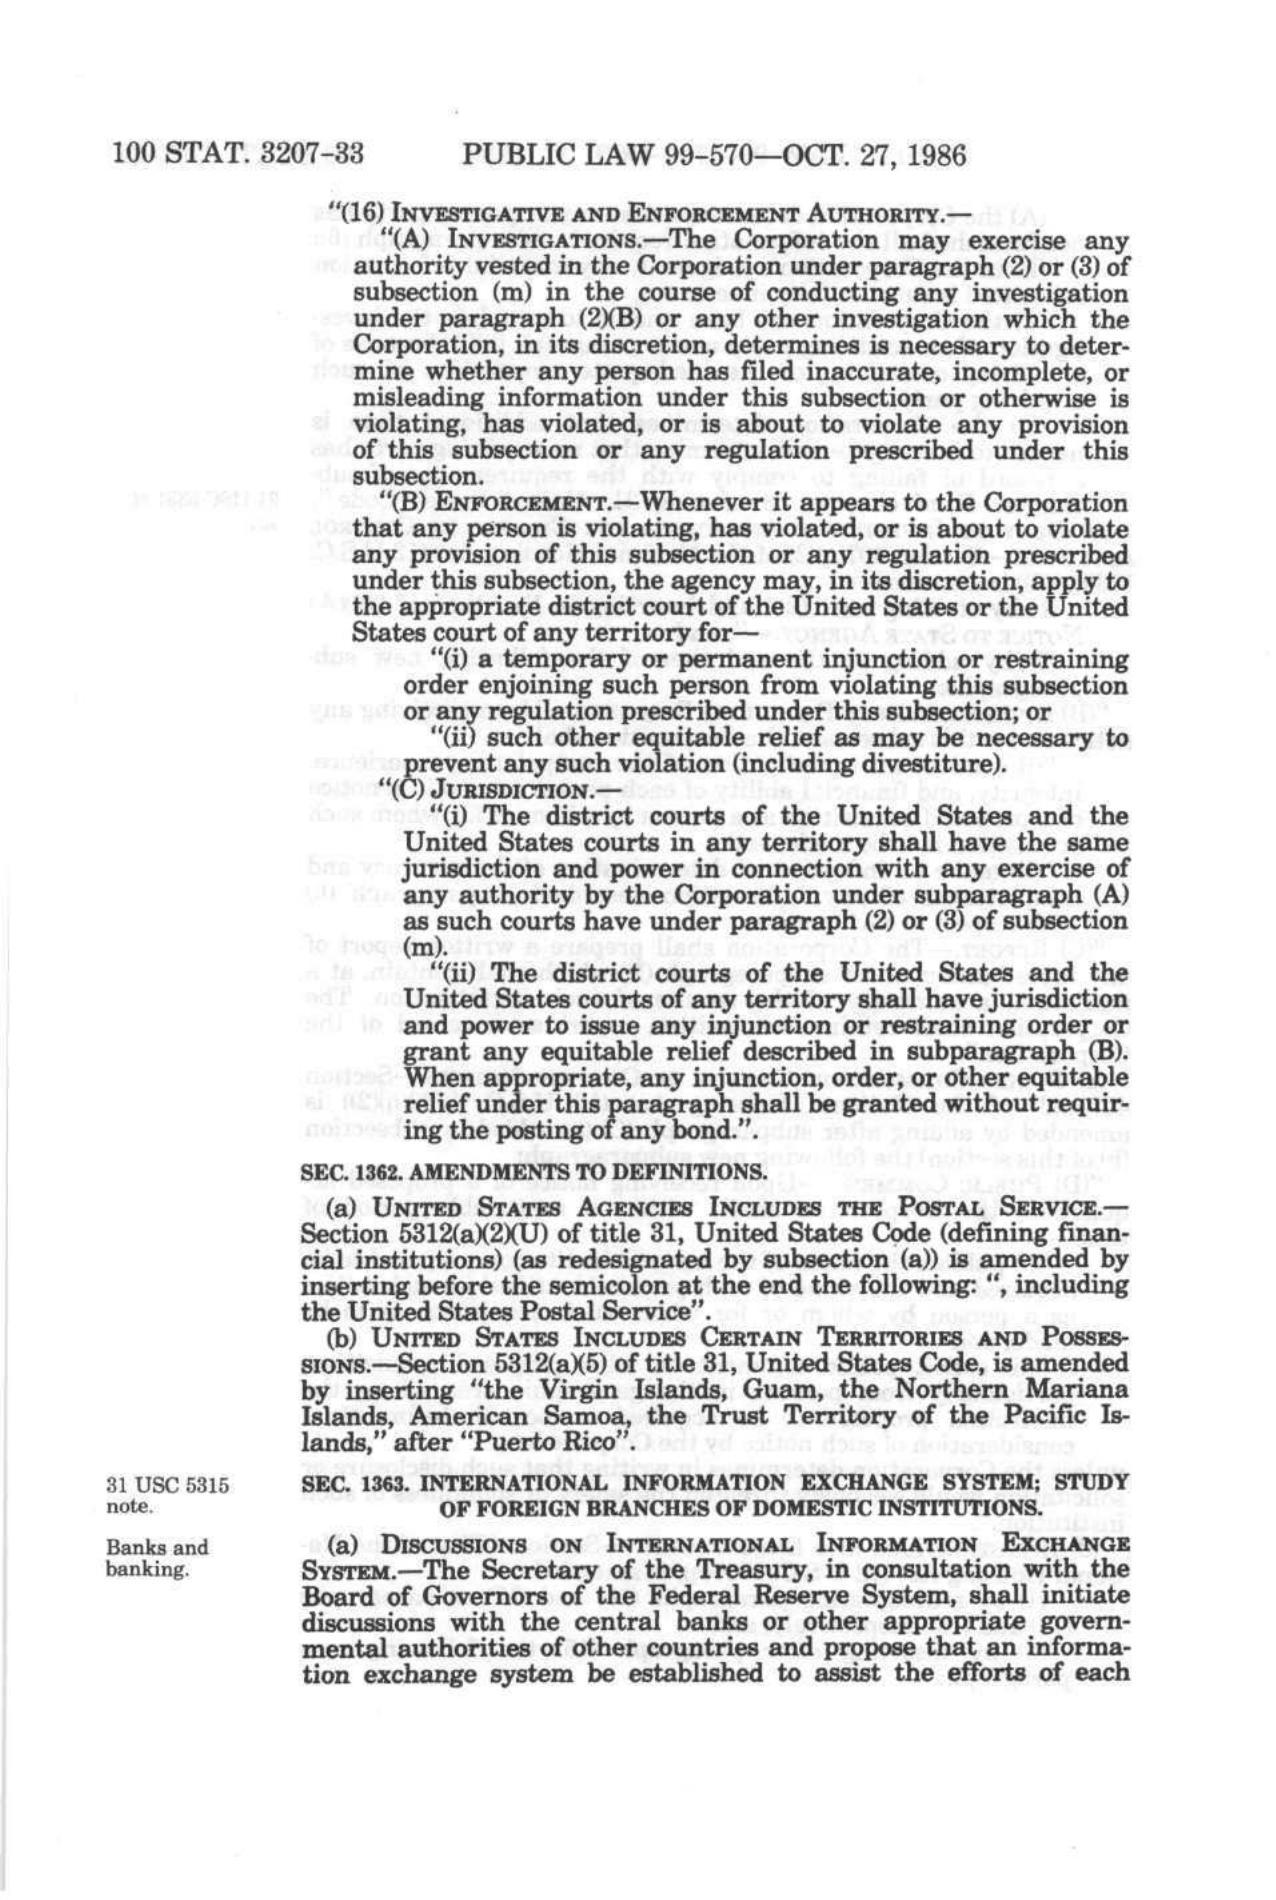 100 STAT. 3207–33 PUBLIC LAW 99–570—OCT. 27, 1986
“(16) INVESTIGATIVE AND ENFORCEMENT AUTHORITY.—
“(A) INVESTIGATIONS.—The Corporation may exercise any
authority vested in the Corporation under paragraph (2) or (3) of
subsection (m) in the course of conducting any investigation
under paragraph (2)(B) or any other investigation which the
Corporation, in its discretion, determines is necessary to deter-
mine whether any person has filed inaccurate, incomplete, or
misleading information under this subsection or otherwise is
violating, has violated, or is about to violate any provision
of this subsection or any regulation prescribed under this
subsection.
“(B) ENFORCEMENT.—Whenever it appears to the Corporation
that any person is violating, has violated, or is about to violate
any provision of this subsection or any regulation prescribed
under this subsection, the agency may, in its discretion, apply to
the appropriate district court of the United States or the United
States court of any territory for—
“(i) a temporary or permanent injunction or restraining
order enjoining such person from violating this subsection
or any regulation prescribed under this subsection; or
“(ii) such other equitable relief as may be necessary to
prevent any such violation (including divestiture).
“(C) JURISDICTION.—
“(i) The district courts of the United States and the
United States courts in any territory shall have the same
jurisdiction and power in connection with any exercise of
any authority by the Corporation under subparagraph (A)
as such courts have under paragraph (2) or (3) of subsection
(m).
“(ii) The district courts of the United States and the
United States courts of any territory shall have jurisdiction
and power to issue any injunction or restraining order or
grant any equitable relief described in subparagraph (B).
When appropriate, any injunction, order, or other equitable
relief under this paragraph shall be granted without requir-
ing the posting of any bond.”.
SEC. 1362. AMENDMENTS TO DEFINITIONS.
(a) UNITED STATES AGENCIES INCLUDES THE POSTAL SERVICE.—
Section 5312(a)(2)(U) of title 31, United States Code (defining finan-
cial institutions) (as redesignated by subsection (a)) is amended by
inserting before the semicolon at the end the following: “, including
the United States Postal Service”.
(b) UNITED STATES INCLUDES CERTAIN TERRITORIES AND POSSES-
SIONS.—Section 5312(a)(5) of title 31, United States Code, is amended
by inserting “the Virgin Islands, Guam, the Northern Mariana
Islands, American Samoa, the Trust Territory of the Pacific Is-
lands,” after “Puerto Rico”.
31 USC 5315
note.
SEC. 1363. INTERNATIONAL INFORMATION EXCHANGE SYSTEM; STUDY
OF FOREIGN BRANCHES OF DOMESTIC INSTITUTIONS.
Banks and
banking.
(a) DISCUSSIONS ON INTERNATIONAL INFORMATION EXCHANGE
SYSTEM.—The Secretary of the Treasury, in consultation with the
Board of Governors of the Federal Reserve System, shall initiate
discussions with the central banks or other appropriate govern-
mental authorities of other countries and propose that an informa-
tion exchange system be established to assist the efforts of each